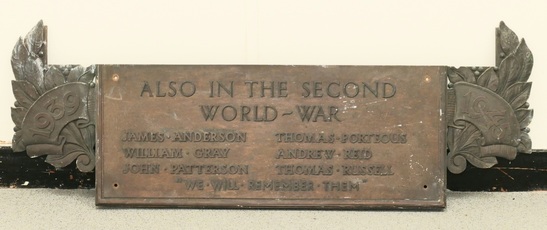 1939
ALSO IN THE SECOND
WORLD-WAR
JAMES·ANDERSON THOMAS·PORTEOUS
WILLIAM·GRAY ANDREW·REID
JOHN·PATTERSON THOMAS·RUSSELL
"WE·WILL·REMEMBER·THEM"